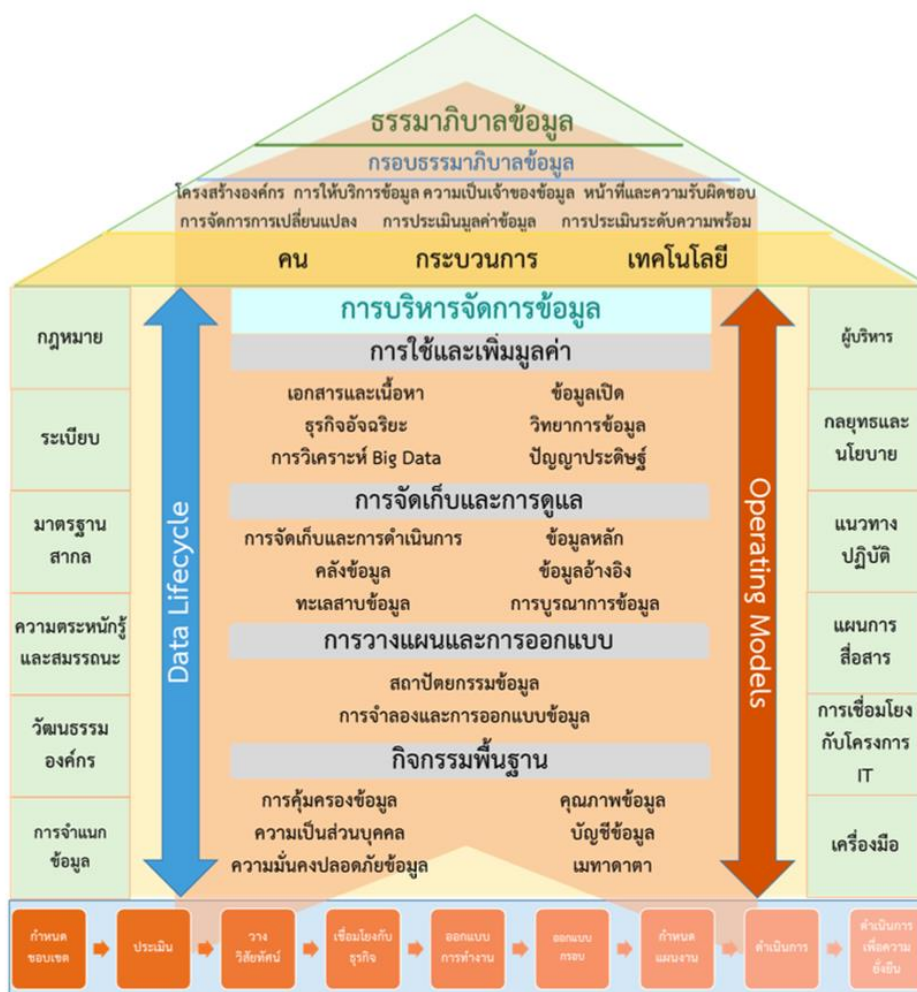 ธรรมาภิบาลข้อมูล
กรอบธรรมาภิบาลข้อมูล
โครงสร้างองค์กร การให้บริการข้อมูล ความเป็นเจ้าของข้อมูล หน้าที่และความรับผิดชอบ
การจัดการการเปลี่ยนแปลง การประเมินมูลค่าข้อมูล การประเมินระดับความพร้อม
คน กระบวนการ เทคโนโลยี
กฎหมาย
ระเบียบ
มาตรฐาน
สากล
ความตระหนักรู้
และสมรรถนะ
วัฒนธรรม
องค์กร
การจำแนก
ข้อมูล
Data Lifecycle
การบริหารจัดการข้อมูล
การใช้และเพิ่มมูลค่า
เอกสารและเนื้อหา ข้อมูลเปิด
ธุรกิจอัจฉริยะ วิทยาการข้อมูล
การวิเคราะห์ Big Data ปัญญาประดิษฐ์
การจัดเก็บและการดูแล
การจัดเก็บและการดำเนินการ ข้อมูลหลัก
คลังข้อมูล ข้อมูลอ้างอิง
ทะเลสาบข้อมูล การบูรณาการข้อมูล
การวางแผนและการออกแบบ
สถาปัตยกรรมข้อมูล
การจำลองและการออกแบบข้อมูล
กิจกรรมพื้นฐาน
การคุ้มครองข้อมูล คุณภาพข้อมูล
ความเป็นส่วนบุคคล บัญชีข้อมูล
ความมั่นคงปลอดภัยข้อมูล เมทาดาตา
Operating Models
ผู้บริหาร
กลยุทธและ
นโยบาย
แนวทาง
ปฏิบัติ
แผนการ
สื่อสาร
การเชื่อมโยง
กับโครงการ
IT
เครื่องมือ
กำหนด
ขอบเขต
ประเมิน
วาง
วิสัยทัศน์
เชื่อมโยงกับ
ธุรกิจ
ออกแบบ
การทำงาน
ออกแบบ
กรอบ
กำหนด
แผนงาน
ดำเนินการ
ดำเนินการ
เพื่อความ
ยั่งยืน